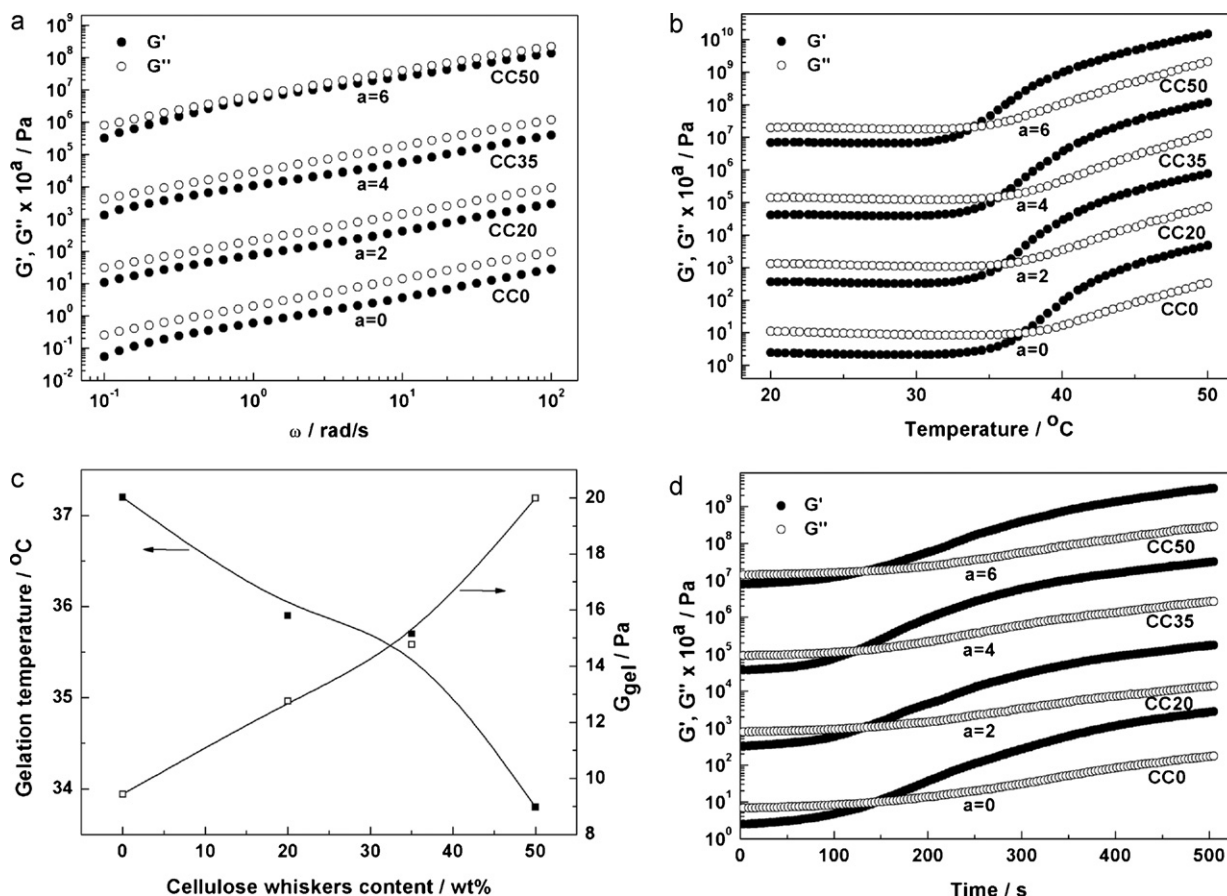 a
G', G'' x 10^a / Pa
10^9
10^8
10^7
10^6
10^5
10^4
10^3
10^2
10^1
10^0
10^-1
10^-2
G'
G''
CC50
a=6
CC35
a=4
CC20
a=2
CC0
a=0
10^-1 10^0 10^1 10^2
ω / rad/s
b
G', G'' x 10^a / Pa
10^10
10^9
10^8
10^7
10^6
10^5
10^4
10^3
10^2
10^1
10^0
G'
G''
CC50
a=6
CC35
a=4
CC20
a=2
CC0
a=0
20 30 40 50
Temperature / °C
c
Gelation temperature / °C
37
36
35
34
20
18
16
14
12
10
8
G_gel / Pa
0 10 20 30 40 50
Cellulose whiskers content / wt%
d
G', G'' x 10^a / Pa
10^9
10^8
10^7
10^6
10^5
10^4
10^3
10^2
10^1
10^0
G'
G''
CC50
a=6
CC35
a=4
CC20
a=2
CC0
a=0
0 100 200 300 400 500
Time / s